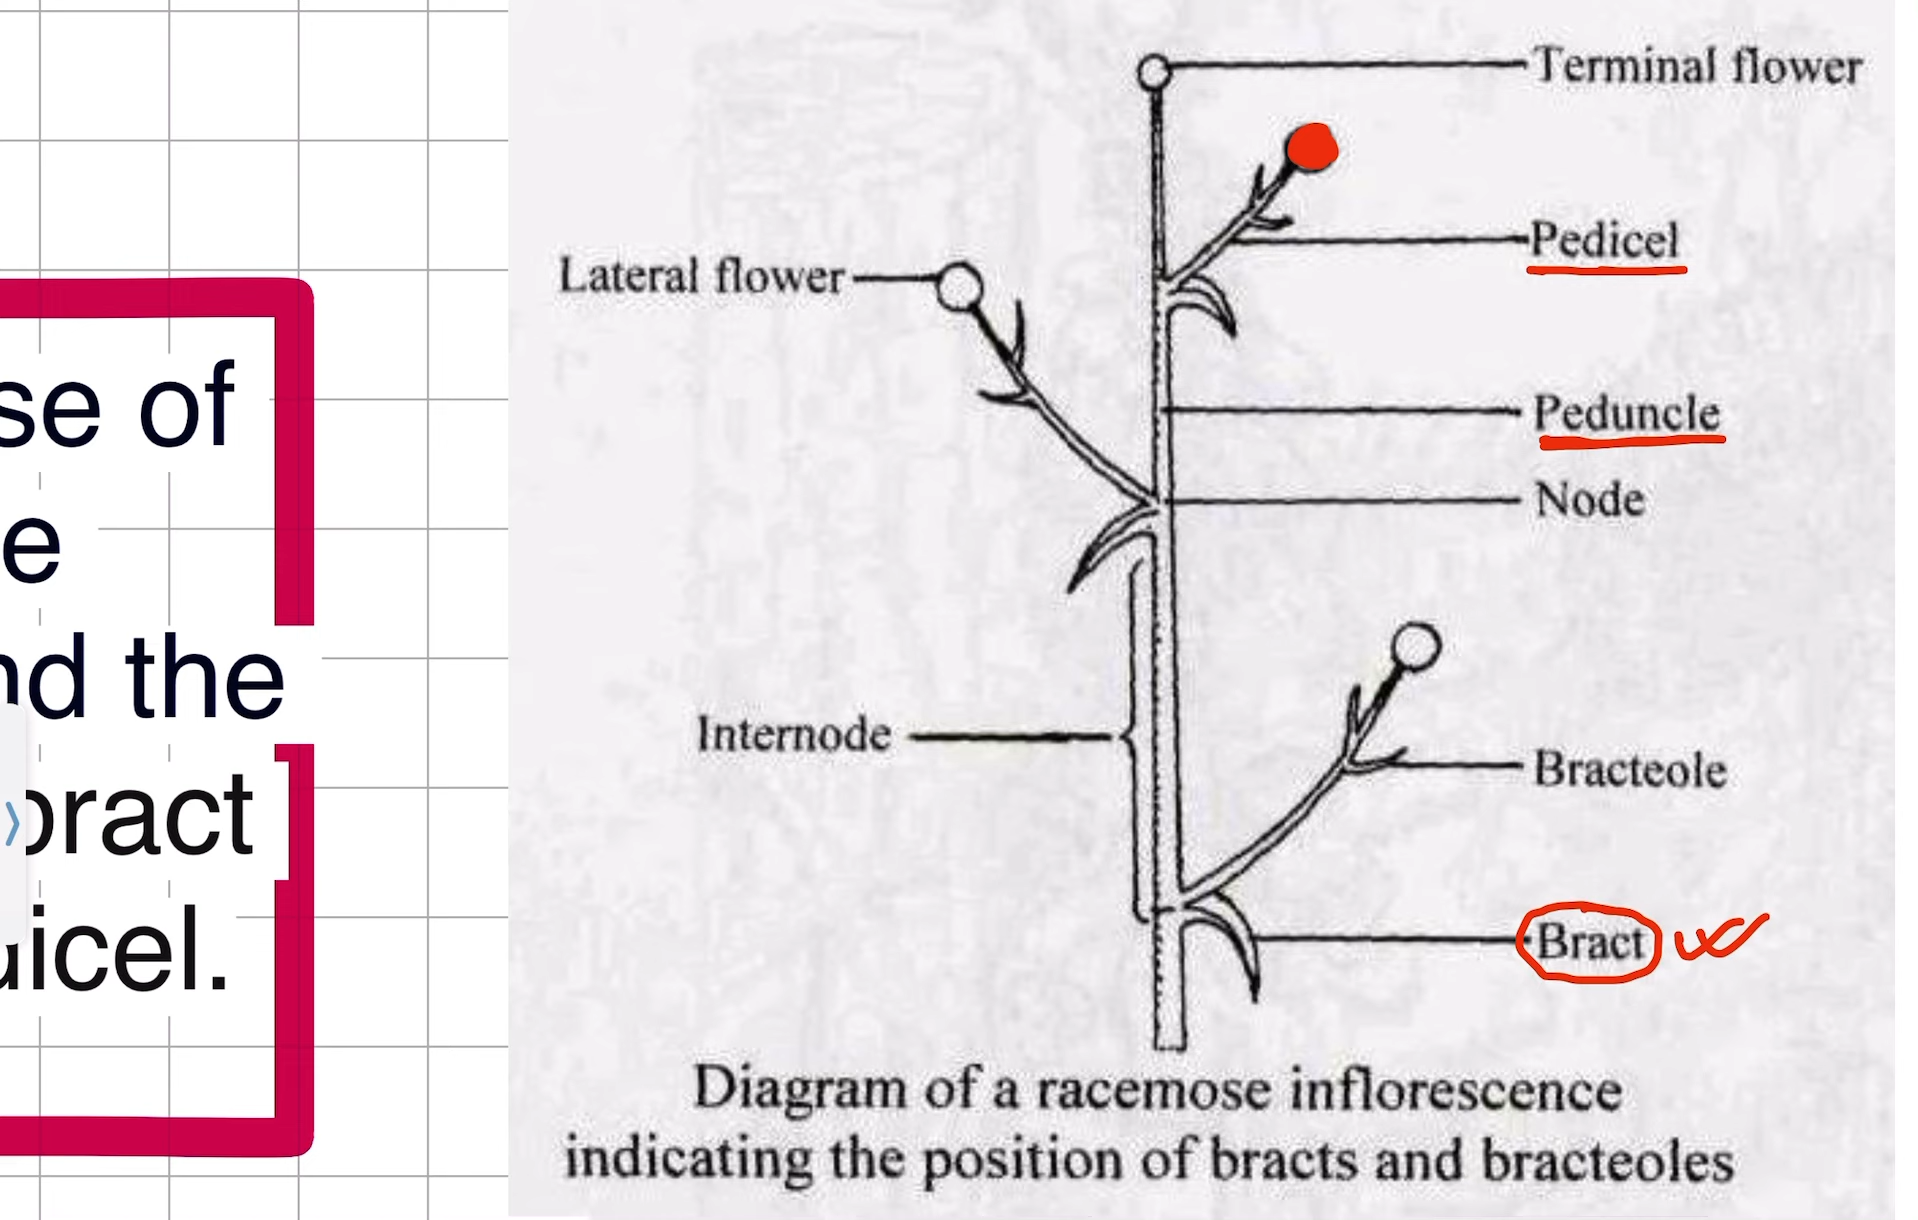 se of
e
nd the
bract
icel.
Terminal flower
Pedicel
Lateral flower
Peduncle
Node
Internode
Bracteole
Bract
Diagram of a racemose inflorescence
indicating the position of bracts and bracteoles